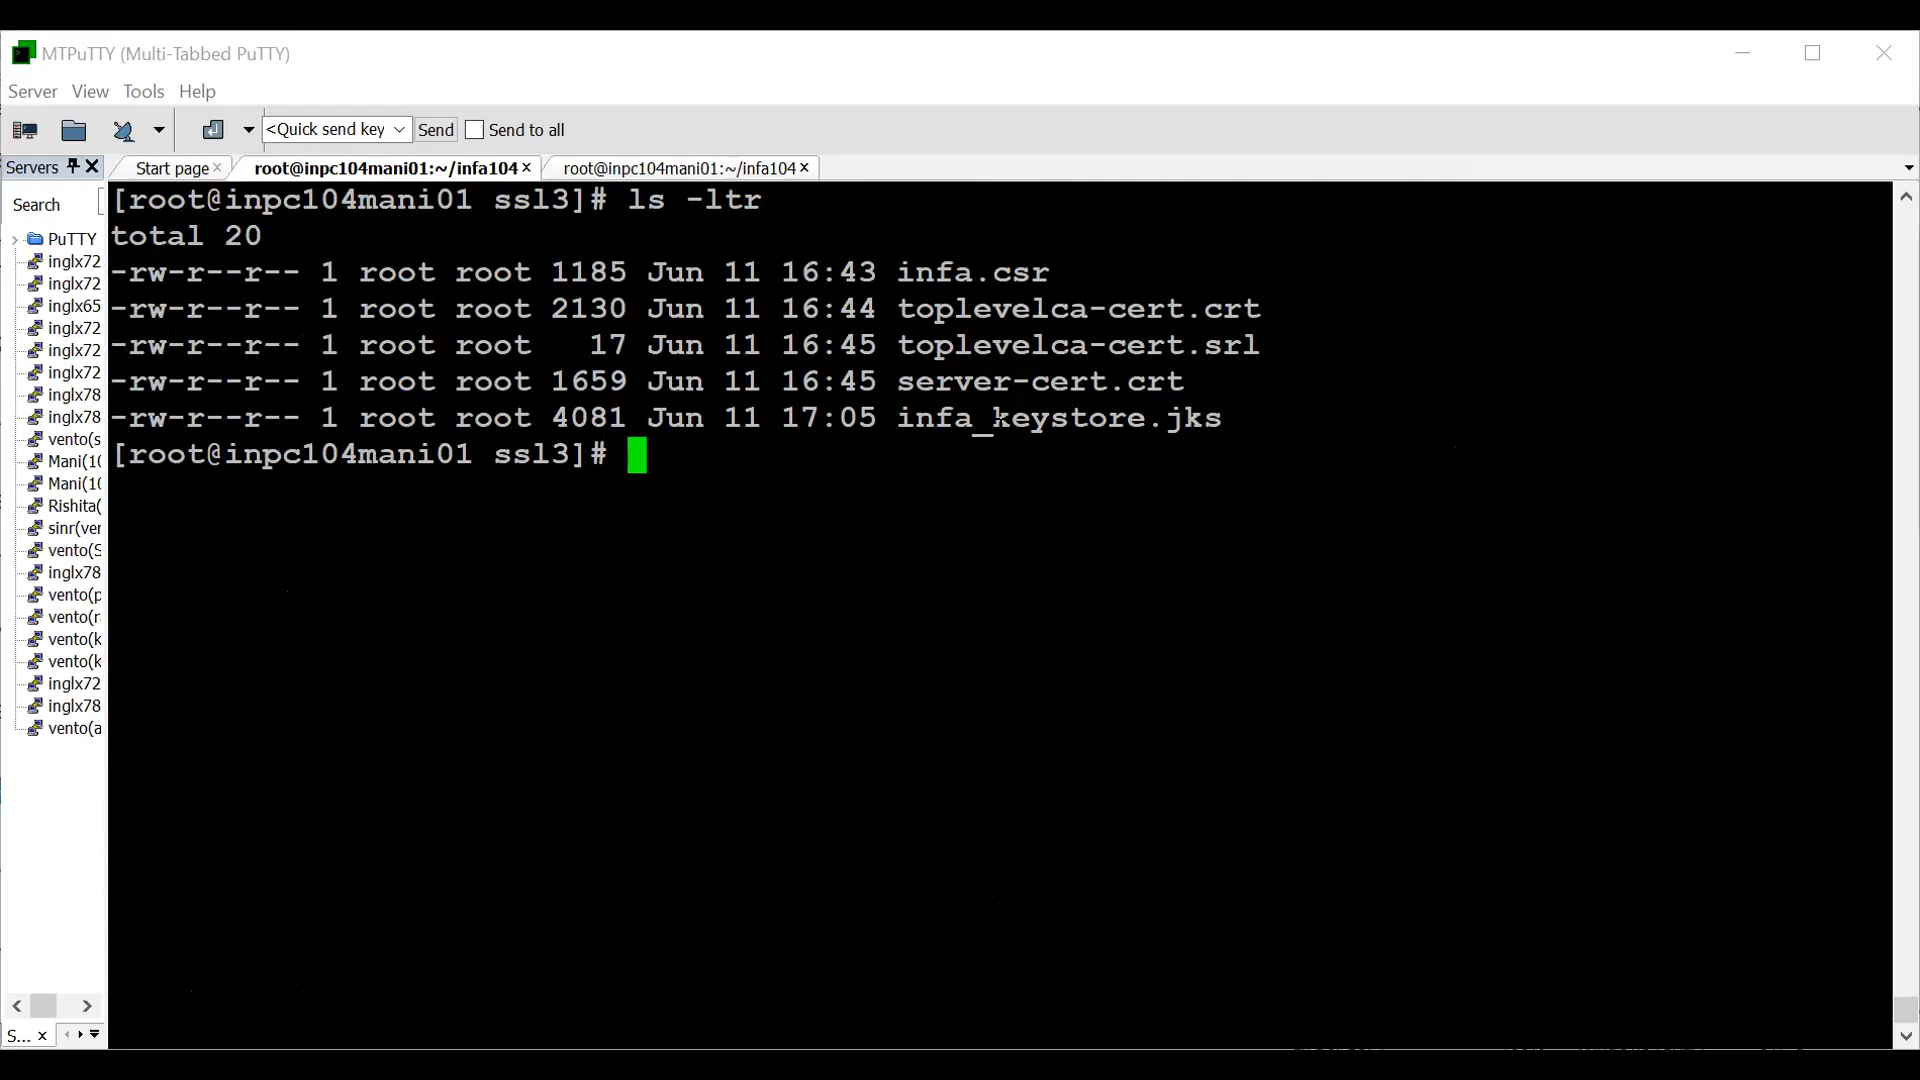 MTPuTTY (Multi-Tabbed PuTTY)
Server View Tools Help
<Quick send key Send Send to all
Servers Start page root@inpc104mani01:~/infa104 root@inpc104mani01:~/infa104
Search
PuTTY
inglx72
inglx72
inglx65
inglx72
inglx72
inglx72
inglx78
inglx78
vento(s
Mani(10
Mani(10
Rishita(
sinr(ver
vento(S
inglx78
vento(p
vento(r
vento(k
vento(k
inglx72
inglx78
vento(a
S...
[root@inpc104mani01 ssl3]# ls -ltr
total 20
-rw-r--r-- 1 root root 1185 Jun 11 16:43 infa.csr
-rw-r--r-- 1 root root 2130 Jun 11 16:44 toplevelca-cert.crt
-rw-r--r-- 1 root root   17 Jun 11 16:45 toplevelca-cert.srl
-rw-r--r-- 1 root root 1659 Jun 11 16:45 server-cert.crt
-rw-r--r-- 1 root root 4081 Jun 11 17:05 infa_keystore.jks
[root@inpc104mani01 ssl3]#